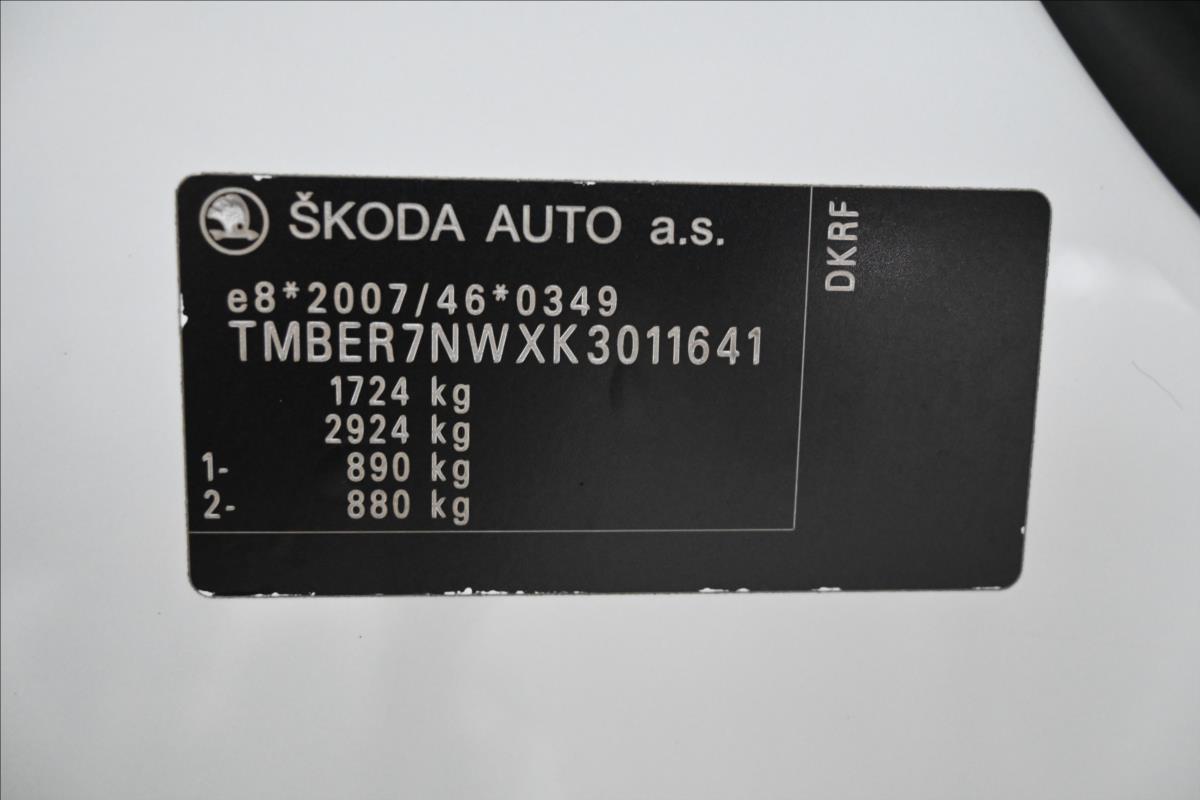 ŠKODA AUTO a.s.
e8*2007/46*0349
TMBER7NWXK3011641
1724 kg
2924 kg
1- 890 kg
2- 880 kg
DKRF